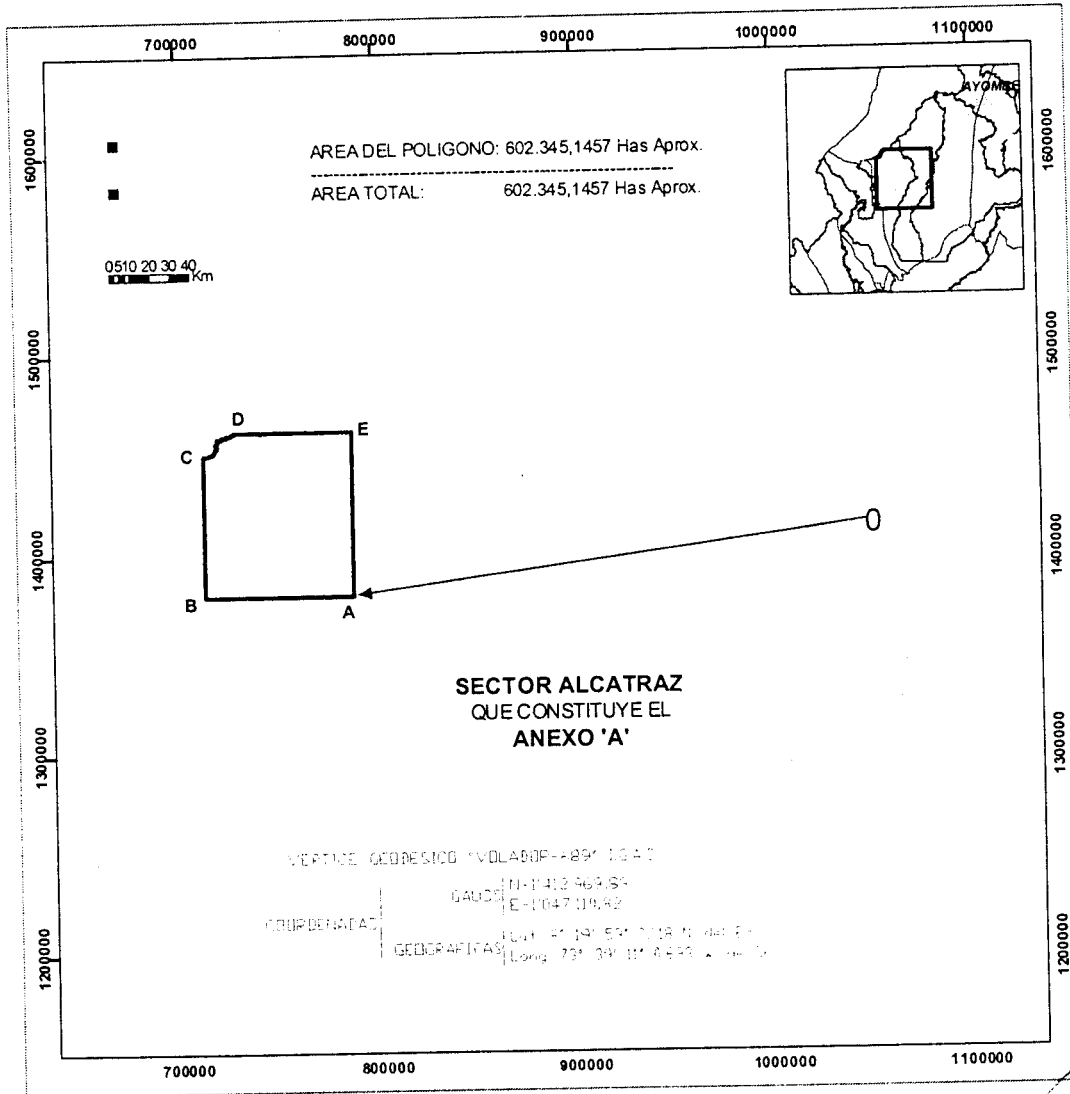 700000 800000 900000 1000000 1100000
AYOMBE
1600000 1600000
AREA DEL POLIGONO: 602.345,1457 Has Aprox.
AREA TOTAL: 602.345,1457 Has Aprox.
0510 20 30 40 Km
1500000 1500000
D E
C
1400000 1400000
B A
SECTOR ALCATRAZ
QUE CONSTITUYE EL
ANEXO 'A'
1300000 1300000
VERTICE GEODESICO
GAUSS
COORDENADAS
GEOGRAFICAS
Long
1200000 1200000
700000 800000 900000 1000000 1100000